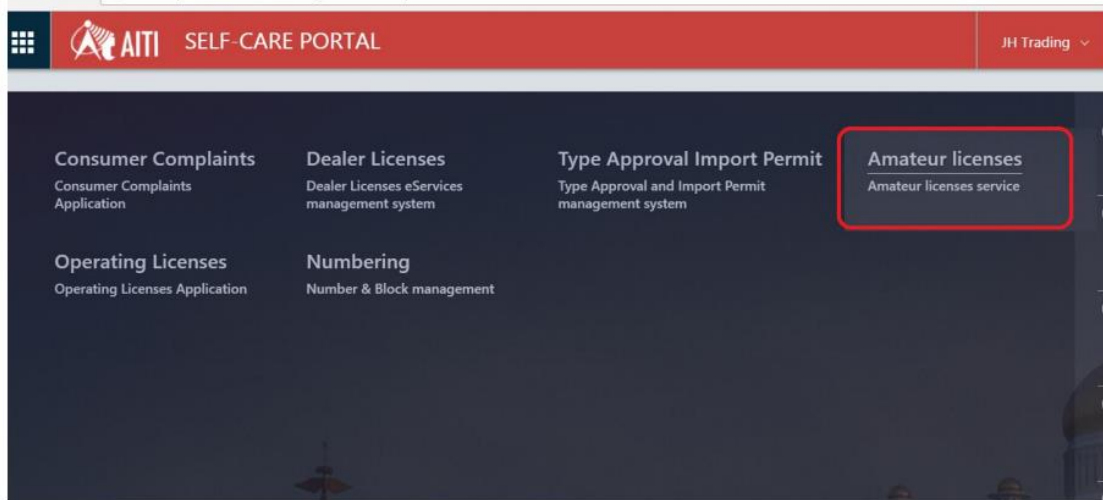 AITI SELF-CARE PORTAL
JH Trading
Consumer Complaints
Consumer Complaints
Application
Dealer Licenses
Dealer Licenses eServices
management system
Type Approval Import Permit
Type Approval and Import Permit
management system
Amateur licenses
Amateur licenses service
Operating Licenses
Operating Licenses Application
Numbering
Number & Block management